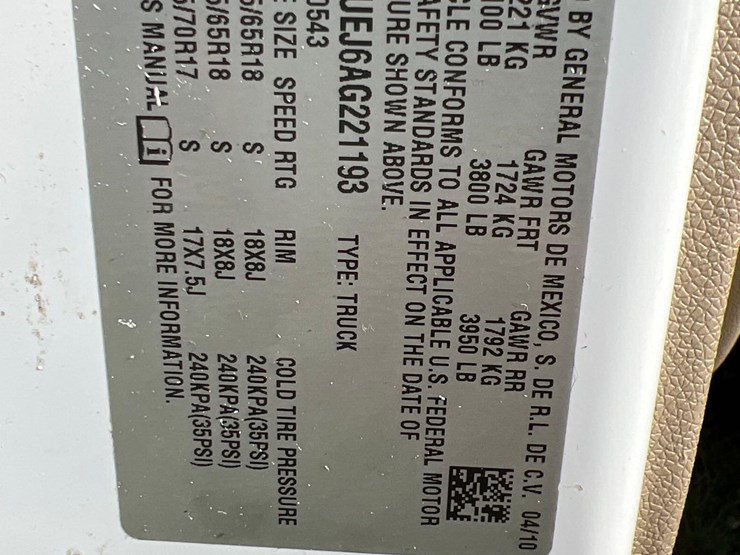 BY GENERAL MOTORS DE MEXICO, S. DE R.L. DE C.V. 04/10
GVWR GAWR FRT GAWR RR
221 KG 1724 KG 1792 KG
100 LB 3800 LB 3950 LB
CLE CONFORMS TO ALL APPLICABLE U.S. FEDERAL MOTOR
AFETY STANDARDS IN EFFECT ON THE DATE OF
URE SHOWN ABOVE.
UEJ6AG221193 TYPE: TRUCK
0543
E SIZE SPEED RTG RIM COLD TIRE PRESSURE
5/65R18 S 18X8J 240KPA(35PSI)
5/65R18 S 18X8J 240KPA(35PSI)
5/70R17 S 17X7.5J 240KPA(35PSI)
S MANUAL i FOR MORE INFORMATION.